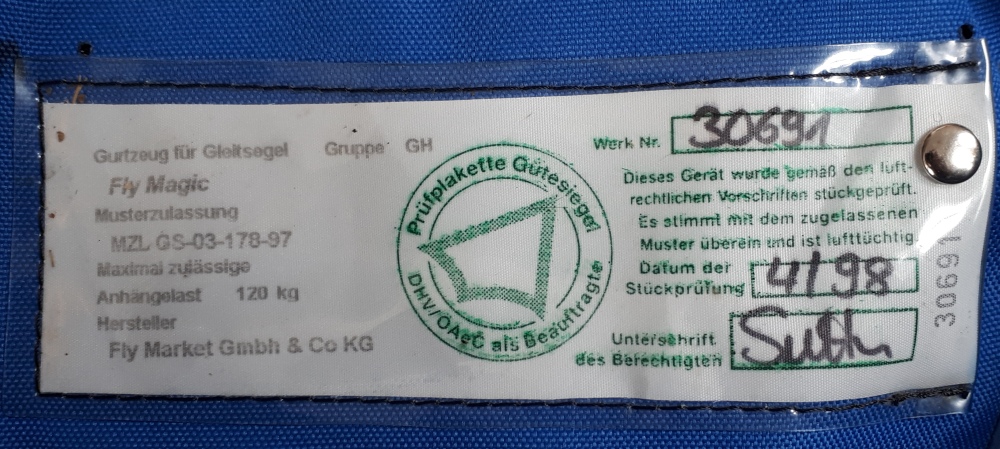 Gurtzeug für Gleitsegel Gruppe GH
Fly Magic
Musterzulassung
MZL GS-03-178-97
Maximal zulässige
Anhängelast 120 kg
Hersteller
Fly Market Gmbh & Co KG
Prüfplakette Gütesiegel
DHV/OAeC als Beauftragte
Werk Nr. 30691
Dieses Gerät wurde gemäß den luft-
rechtlichen Vorschriften stückgeprüft.
Es stimmt mit dem zugelassenen
Muster überein und ist lufttüchtig.
Datum der
Stückprüfung 4/98
Unterschrift
des Berechtigten
30691